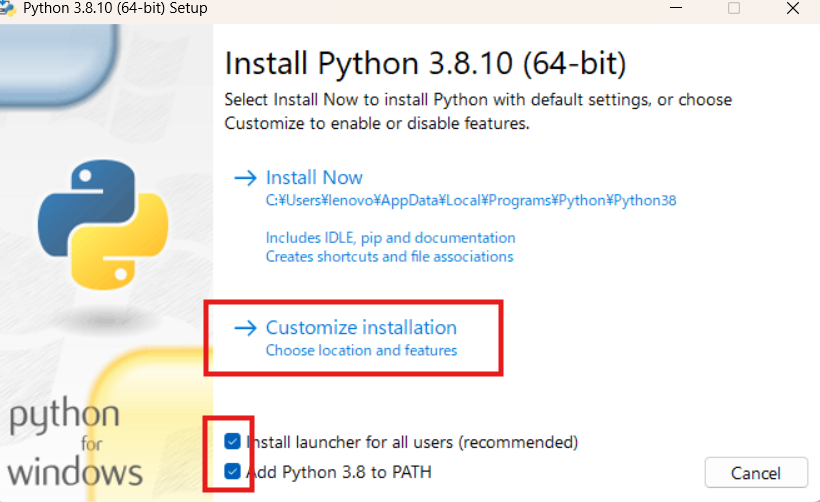 Python 3.8.10 (64-bit) Setup
Install Python 3.8.10 (64-bit)
Select Install Now to install Python with default settings, or choose
Customize to enable or disable features.
Install Now
C:¥Users¥lenovo¥AppData¥Local¥Programs¥Python¥Python38
Includes IDLE, pip and documentation
Creates shortcuts and file associations
Customize installation
Choose location and features
python
for
windows
Install launcher for all users (recommended)
Add Python 3.8 to PATH
Cancel